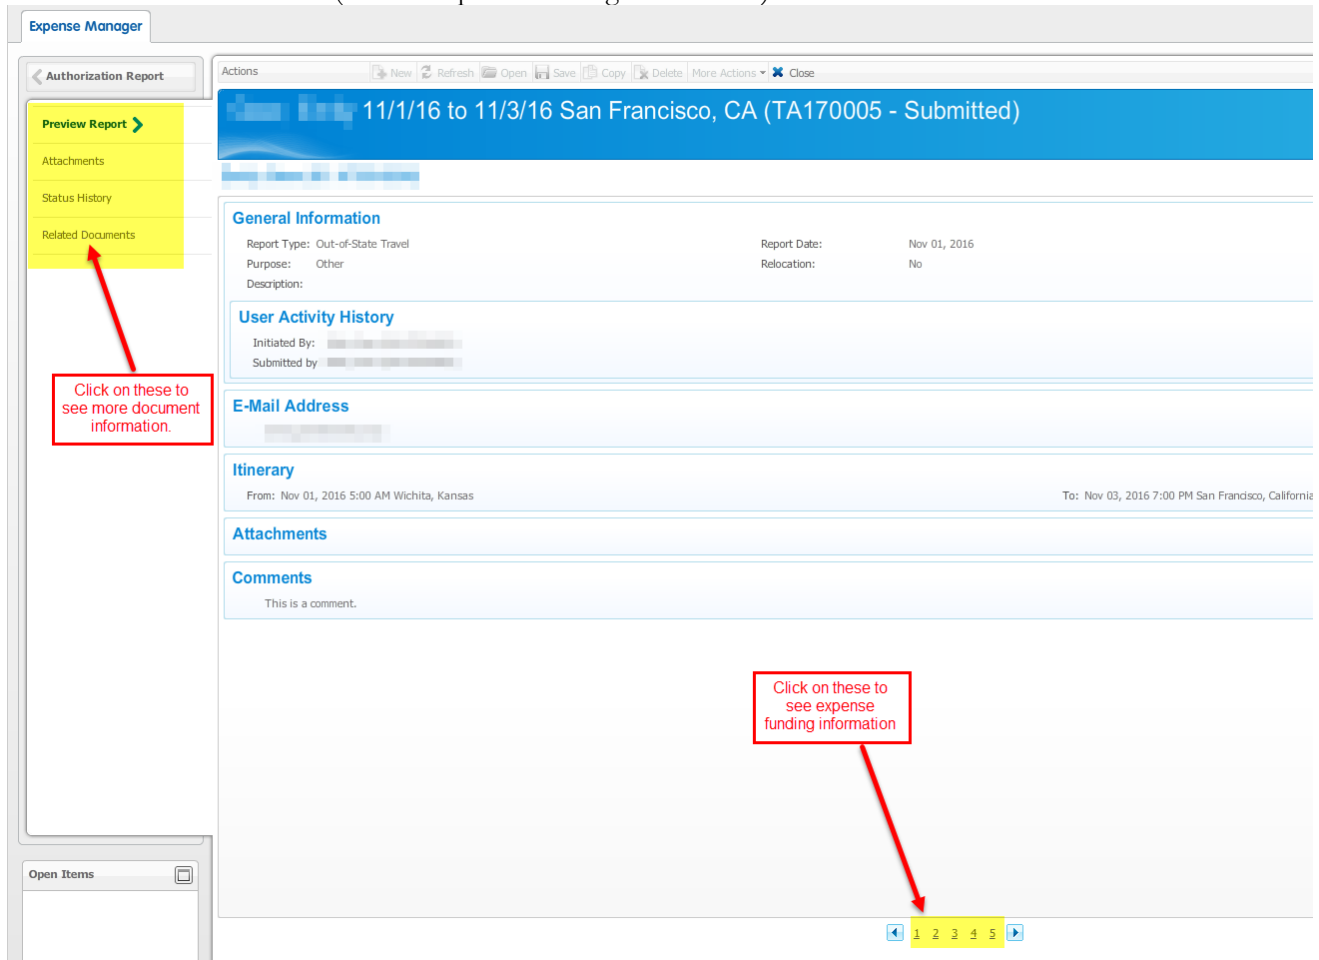 Expense Manager
Authorization Report
Actions New Refresh Open Save Copy Delete More Actions Close
11/1/16 to 11/3/16 San Francisco, CA (TA170005 - Submitted)
Preview Report
Attachments
Status History
Related Documents
General Information
Report Type: Out-of-State Travel Report Date: Nov 01, 2016
Purpose: Other Relocation: No
Description:
User Activity History
Initiated By:
Submitted by
Click on these to
see more document
information.
E-Mail Address
Itinerary
From: Nov 01, 2016 5:00 AM Wichita, Kansas To: Nov 03, 2016 7:00 PM San Francisco, California
Attachments
Comments
This is a comment.
Click on these to
see expense
funding information
Open Items
1 2 3 4 5